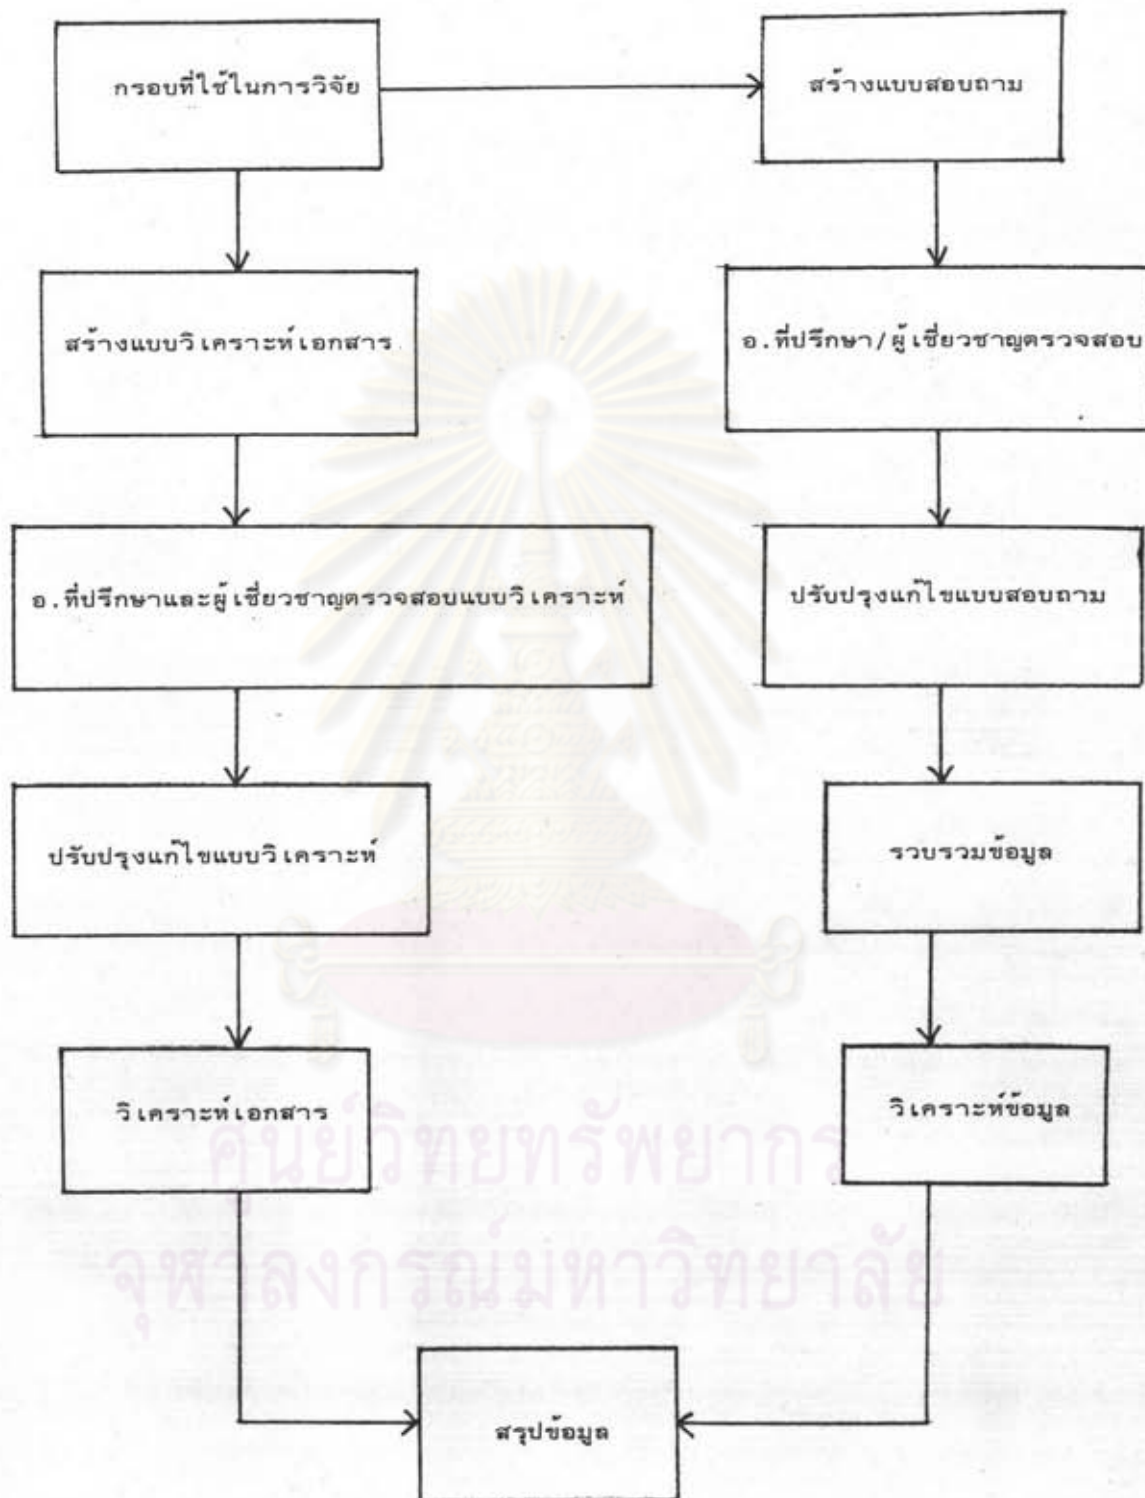 กรอบที่ใช้ในการวิจัย
สร้างแบบสอบถาม
สร้างแบบวิเคราะห์เอกสาร
อ.ที่ปรึกษา/ผู้เชี่ยวชาญตรวจสอบ
อ.ที่ปรึกษาและผู้เชี่ยวชาญตรวจสอบแบบวิเคราะห์
ปรับปรุงแก้ไขแบบสอบถาม
ปรับปรุงแก้ไขแบบวิเคราะห์
รวบรวมข้อมูล
วิเคราะห์เอกสาร
วิเคราะห์ข้อมูล
ศูนย์วิทยทรัพยากร
จุฬาลงกรณ์มหาวิทยาลัย
สรุปข้อมูล